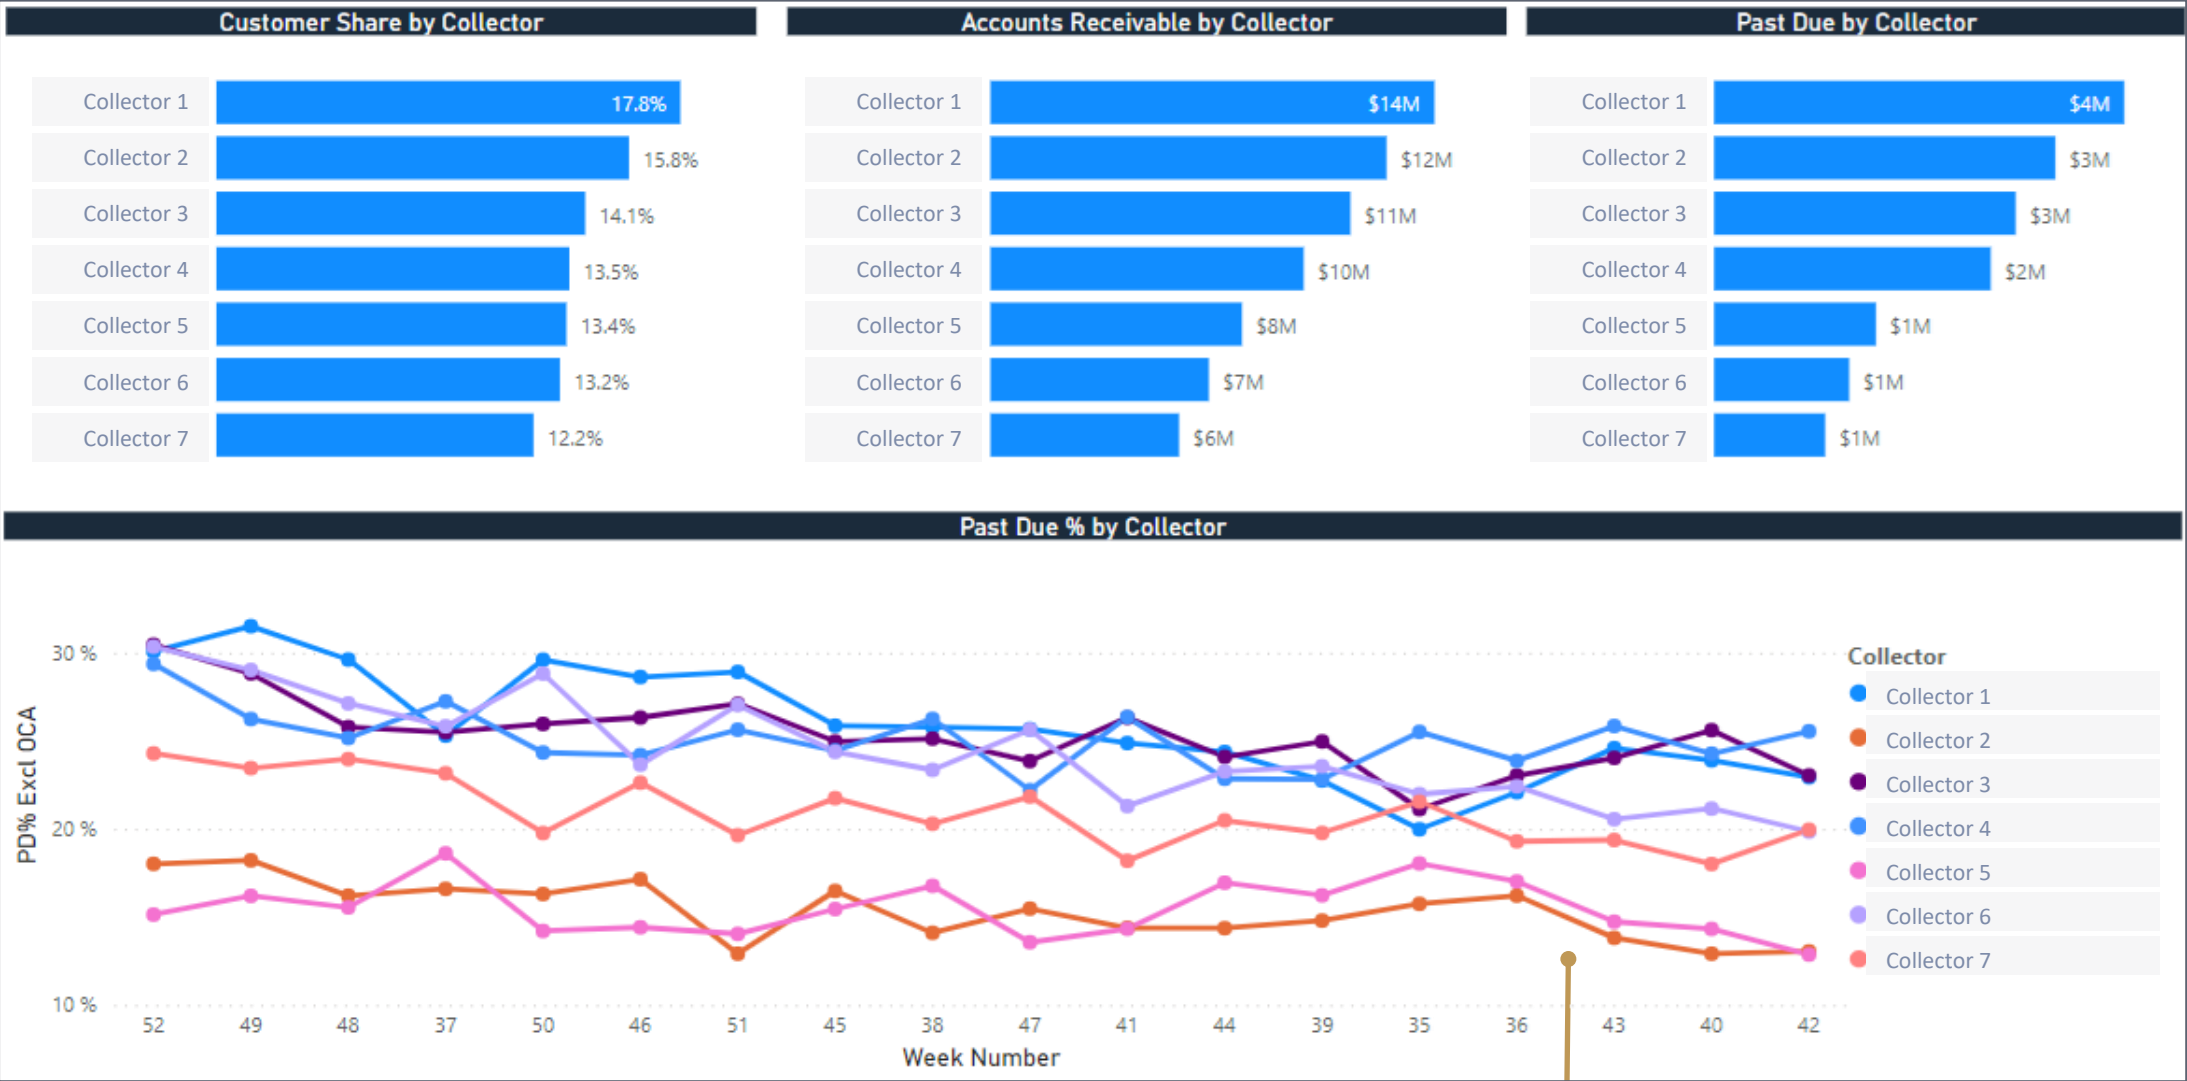 Customer Share by Collector
Collector 1 17.8%
Collector 2 15.8%
Collector 3 14.1%
Collector 4 13.5%
Collector 5 13.4%
Collector 6 13.2%
Collector 7 12.2%
Accounts Receivable by Collector
Collector 1 $14M
Collector 2 $12M
Collector 3 $11M
Collector 4 $10M
Collector 5 $8M
Collector 6 $7M
Collector 7 $6M
Past Due by Collector
Collector 1 $4M
Collector 2 $3M
Collector 3 $3M
Collector 4 $2M
Collector 5 $1M
Collector 6 $1M
Collector 7 $1M
Past Due % by Collector
PD% Excl OCA
30 %
20 %
10 %
52 49 48 37 50 46 51 45 38 47 41 44 39 35 36 43 40 42
Week Number
Collector
Collector 1
Collector 2
Collector 3
Collector 4
Collector 5
Collector 6
Collector 7